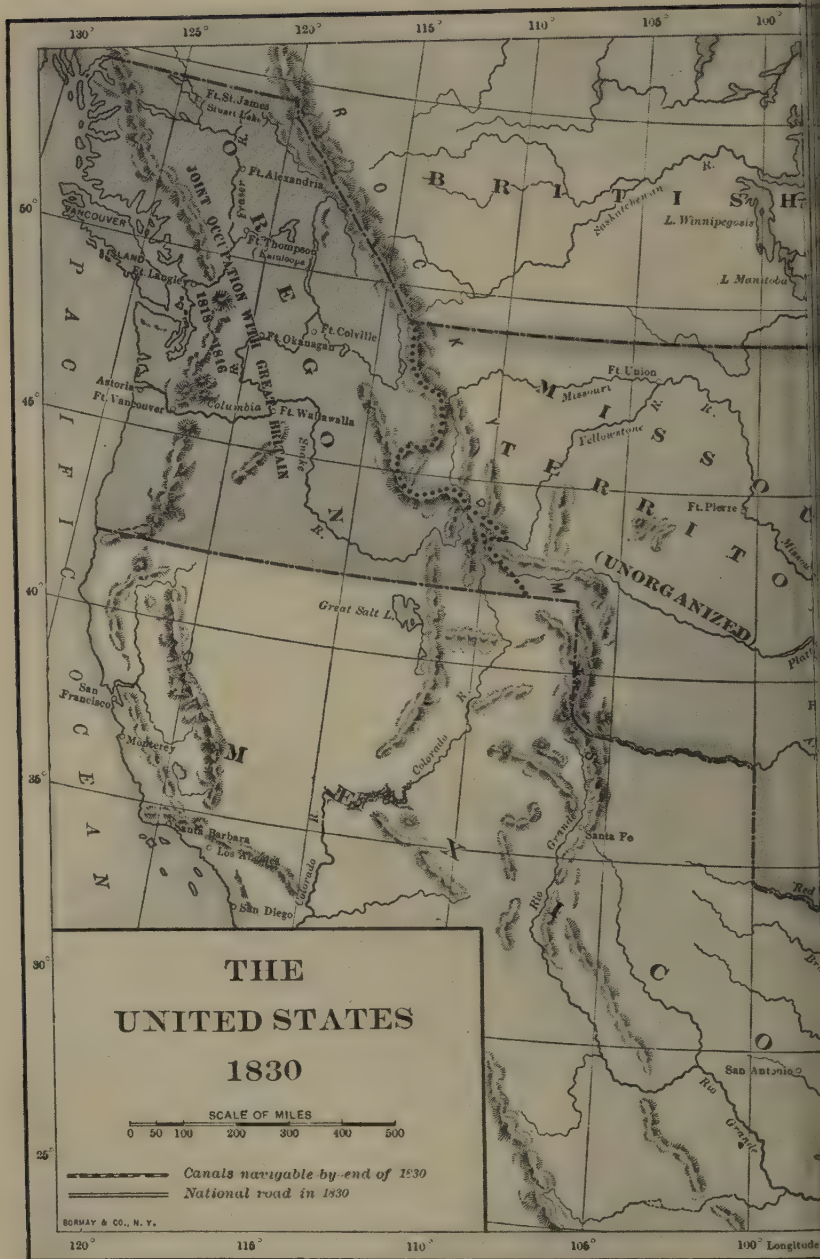 130° 125° 120° 115° 110° 105° 100°
Ft. St. James
(Stuart Lake)
R.
Ft. Alexandria
Fraser
OREGON
JOINT OCCUPATION WITH GREAT BRITAIN
1818 1846
ROCKY
BRITISH
Saskatchewan
R.
L. Winnipegosis
L. Manitoba
50°
VANCOUVER
ISLAND
Ft. Thompson
(Kamloops)
Ft. Langley
Ft. Colville
Ft. Okanagan
R.
Astoria
Ft. Vancouver
Columbia
Ft. Wallawalla
Snake
R.
45°
Ft. Union
Missouri
R.
R.
Yellowstone
MISSOU
TERRITO
(UNORGANIZED
Ft. Pierre
Missou
Platt
PACIFIC
OCEAN
40°
Great Salt L.
M
San
Francisco
Monterey
M
E
X
I
C
O
Colorado
R.
35°
Santa Barbara
Los Angeles
San Diego
Colorado
R.
Grande
Santa Fe
Rio
Red
Br
30°
San Antonio
Rio
Grande
25°
THE
UNITED STATES
1830
SCALE OF MILES
0 50 100 200 300 400 500
Canals navigable by end of 1830
National road in 1830
BORMAY & CO., N. Y.
120° 115° 110° 105° 100° Longitude